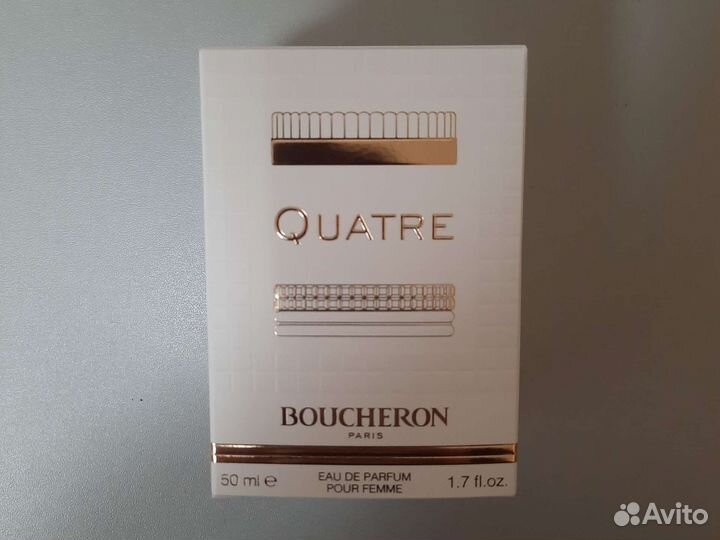 QUATRE
BOUCHERON
PARIS
50 ml e EAU DE PARFUM 1.7 fl.oz.
POUR FEMME
Avito